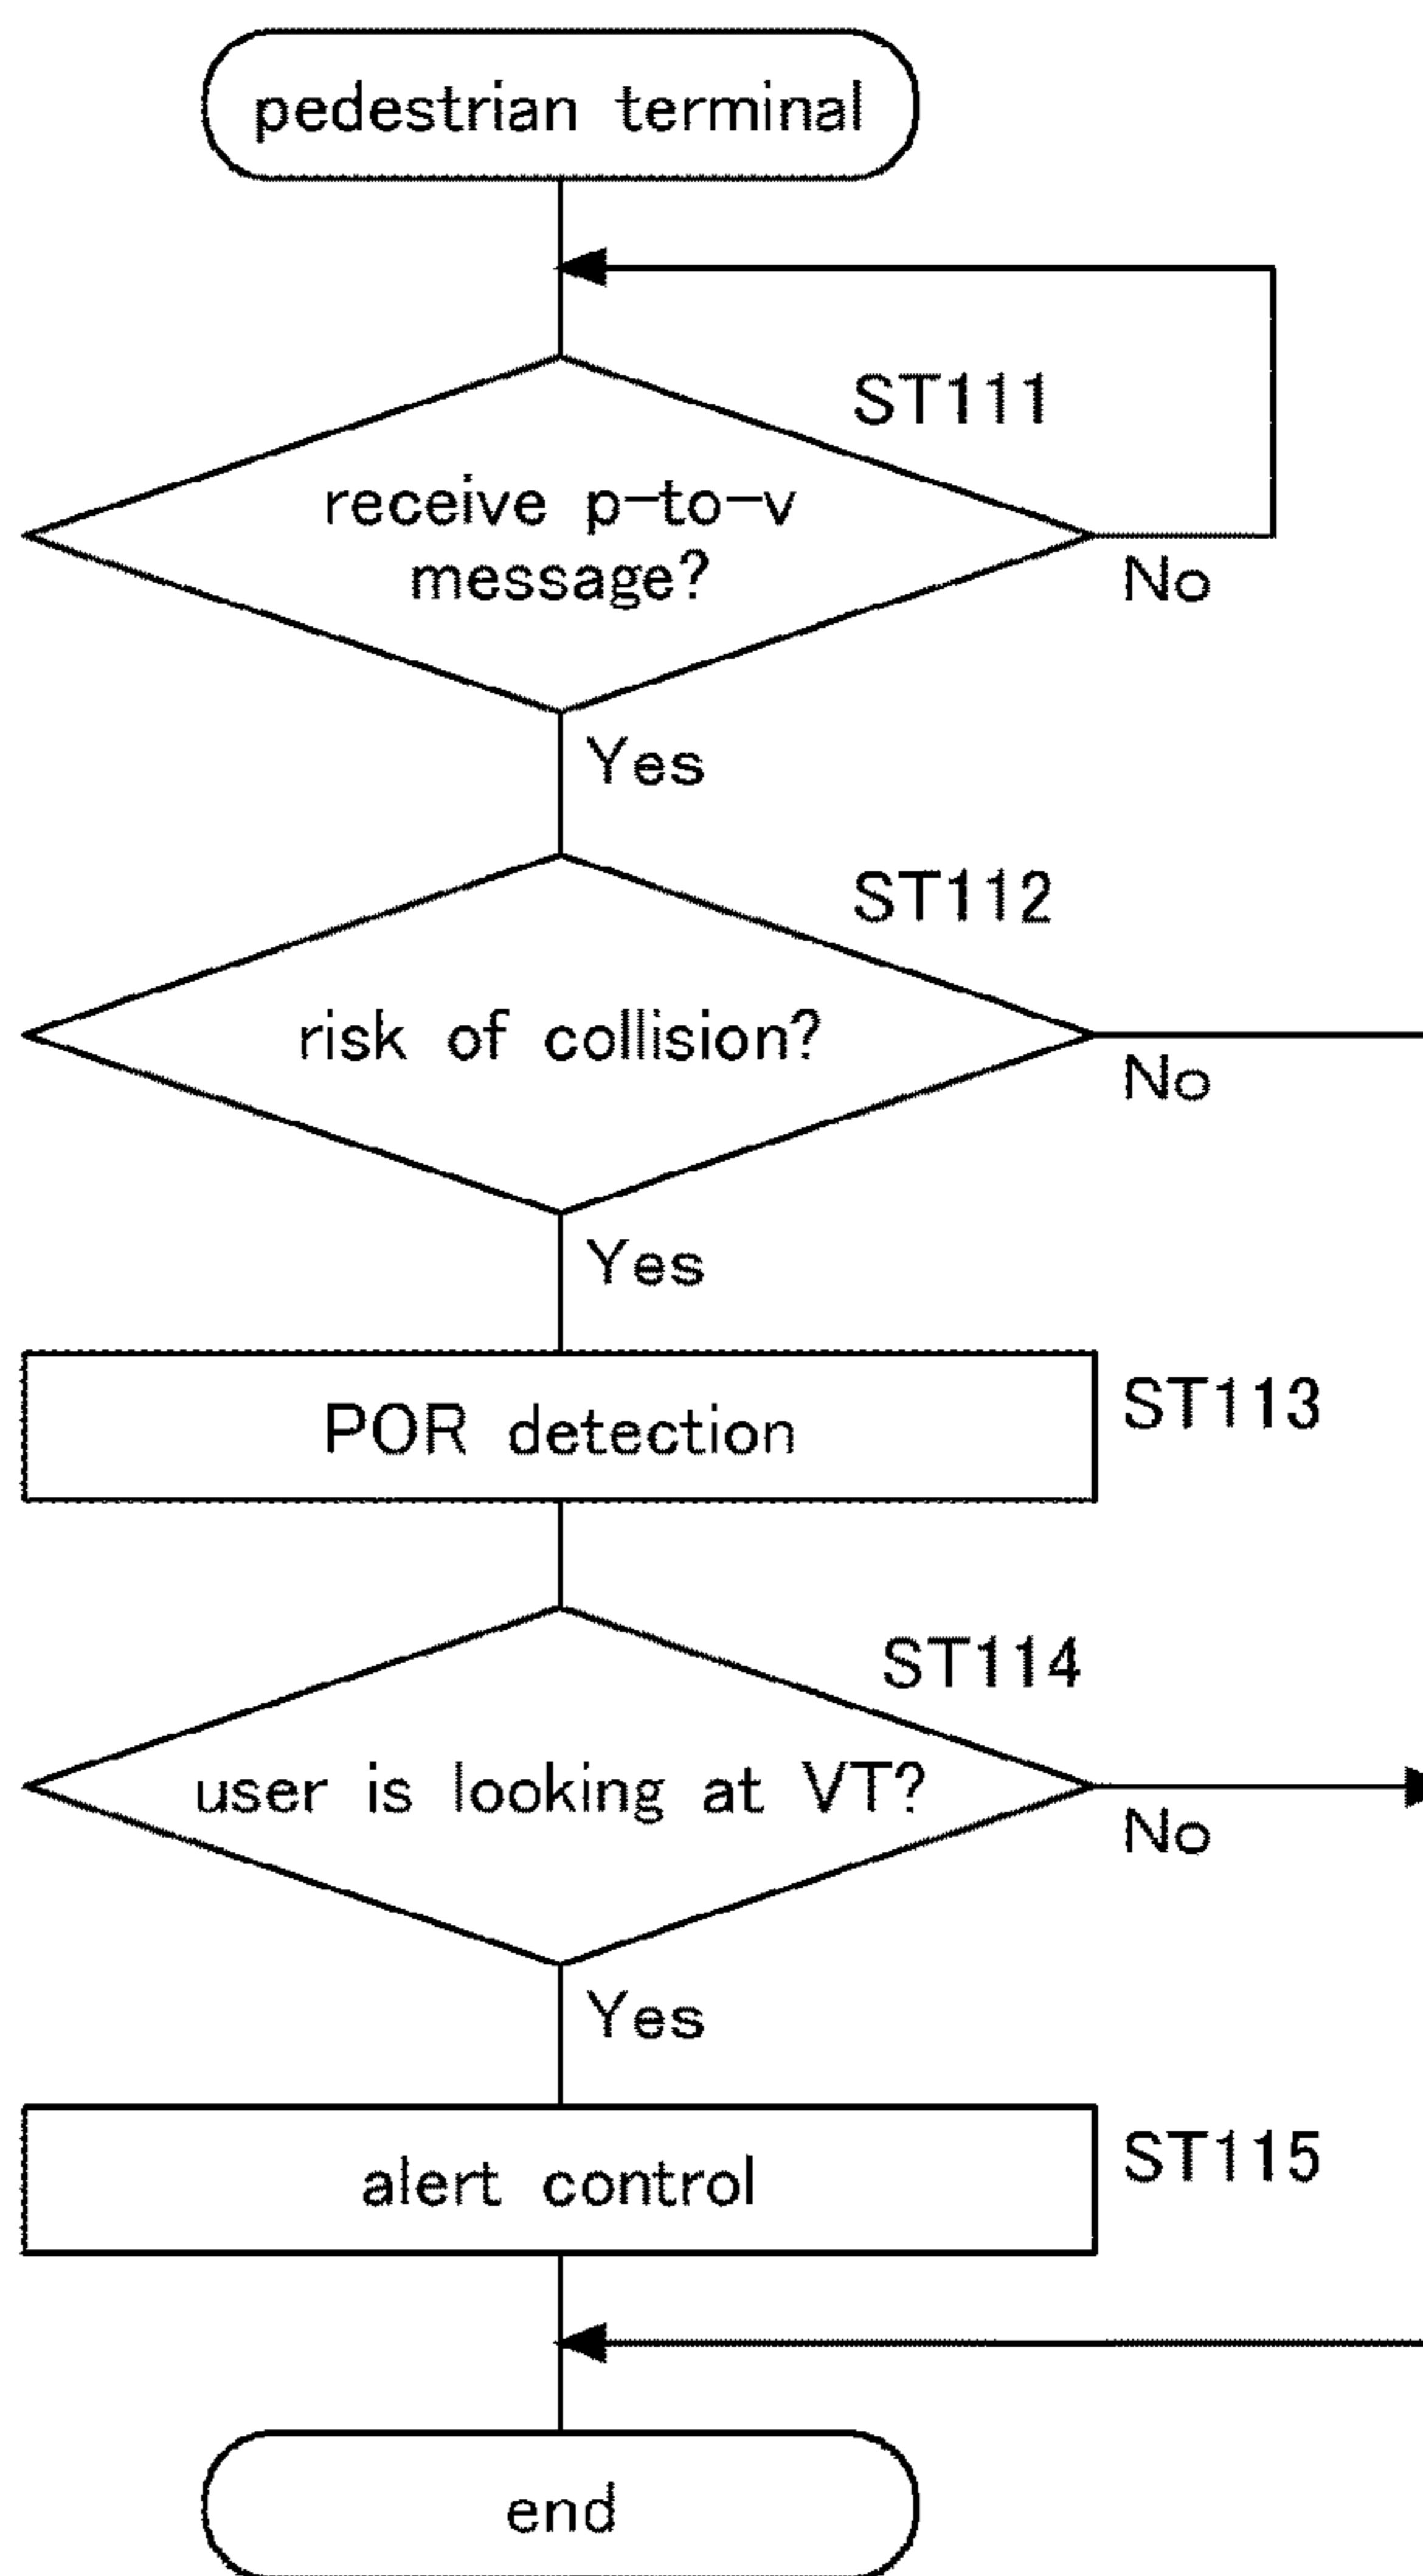 pedestrian terminal
ST111
receive p-to-v
message?
No
Yes
ST112
risk of collision?
No
Yes
POR detection
ST113
ST114
user is looking at VT?
No
Yes
alert control
ST115
end